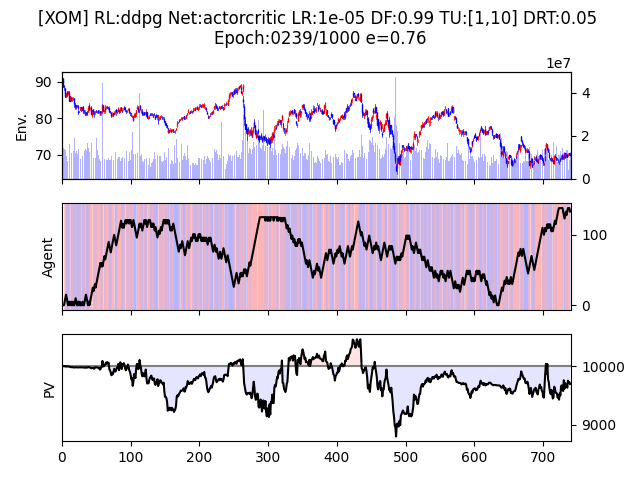 [XOM] RL:ddpg Net:actorcritic LR:1e-05 DF:0.99 TU:[1,10] DRT:0.05
Epoch:0239/1000 e=0.76
1e7
Env.
90
80
70
4
2
0
Agent
100
0
PV
10000
9000
0 100 200 300 400 500 600 700